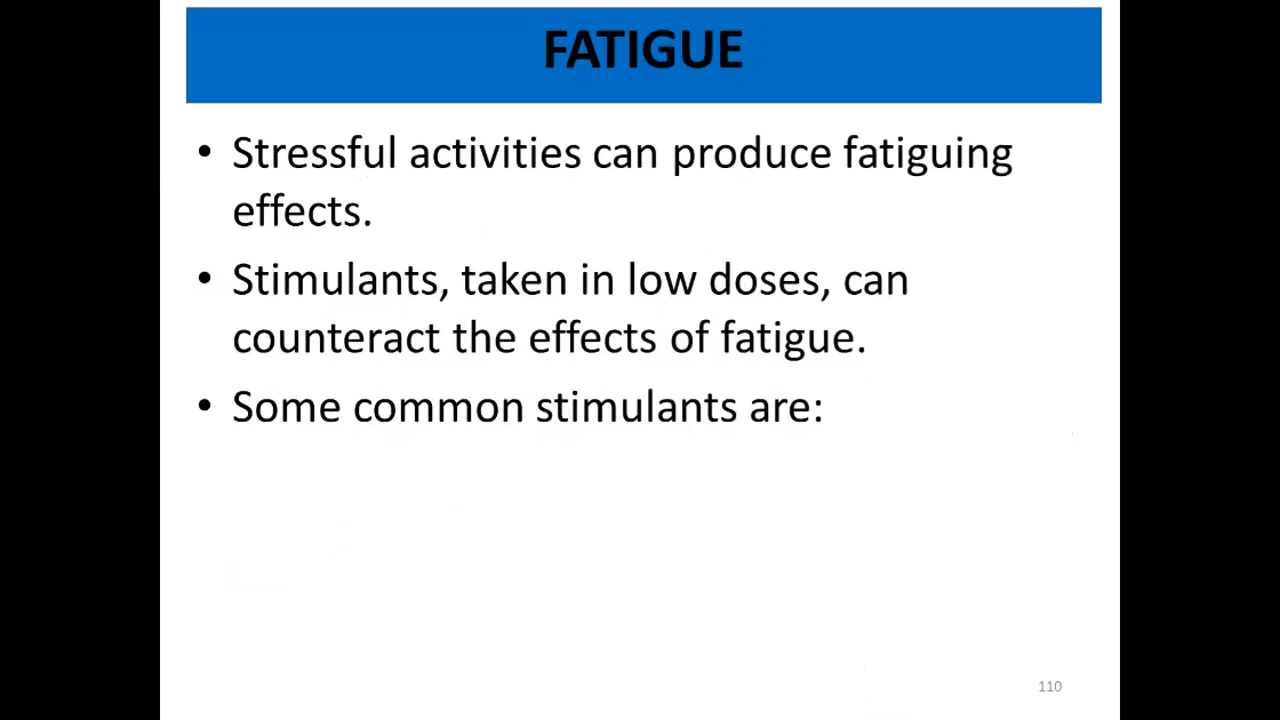 FATIGUE
• Stressful activities can produce fatiguing
effects.
• Stimulants, taken in low doses, can
counteract the effects of fatigue.
• Some common stimulants are:
110